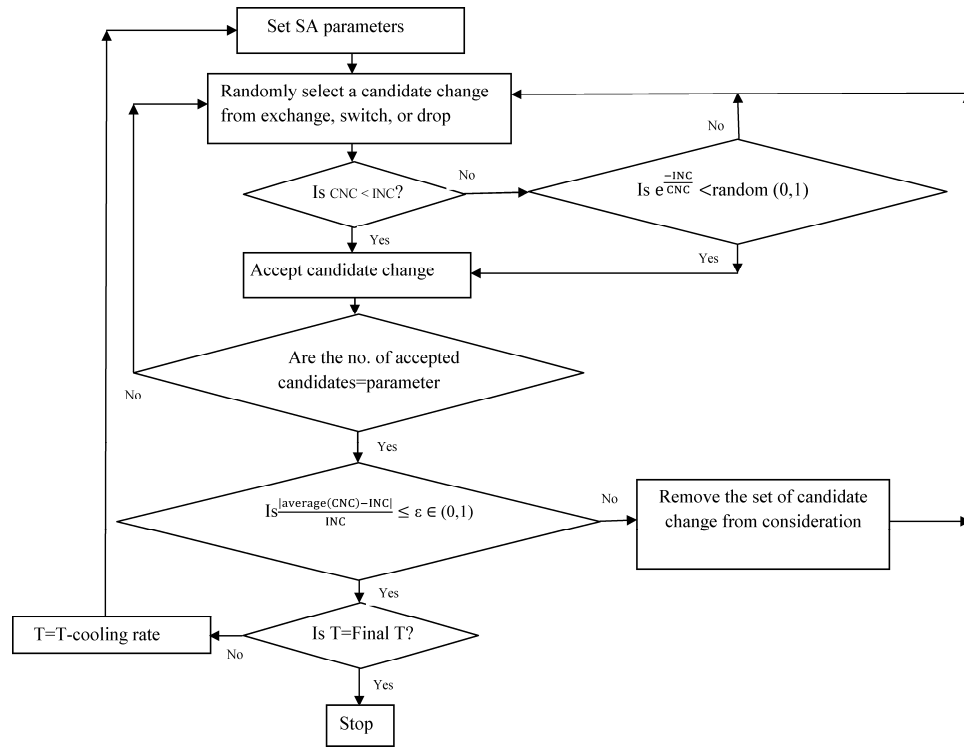 Set SA parameters
Randomly select a candidate change
from exchange, switch, or drop
No
Is CNC < INC?
No
Is e^(-INC/CNC) <random (0,1)
Yes
Yes
Accept candidate change
Are the no. of accepted
candidates=parameter
No
Yes
Is |average(CNC)−INC|/INC ≤ ε ∈ (0,1)
No
Remove the set of candidate
change from consideration
Yes
T=T-cooling rate
No
Is T=Final T?
Yes
Stop